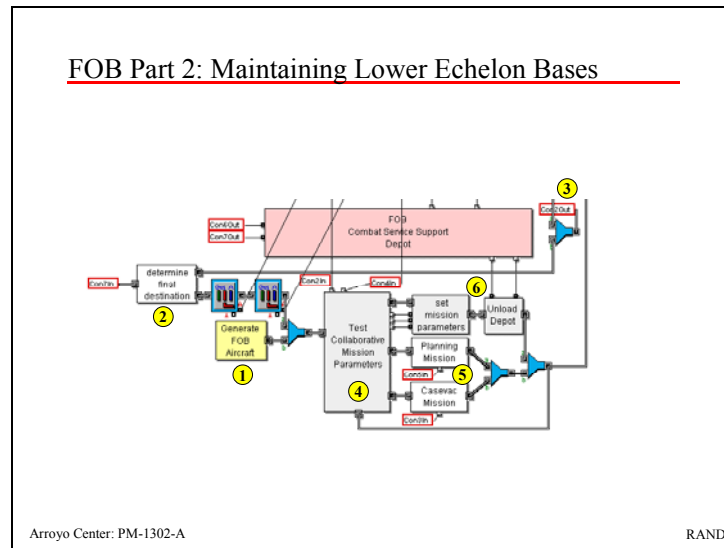 FOB Part 2: Maintaining Lower Echelon Bases
3
Con2Out
FOB
Combat Service Support
Depot
Con6Out
Con7Out
Con1In
determine
final
destination
2
Con2In
Con4In
6
set
mission
parameters
Unload
Depot
Generate
FOB
Aircraft
1
Test
Collaborative
Mission
Parameters
4
Planning
Mission
5
Casevac
Mission
Arroyo Center: PM-1302-A
RAND